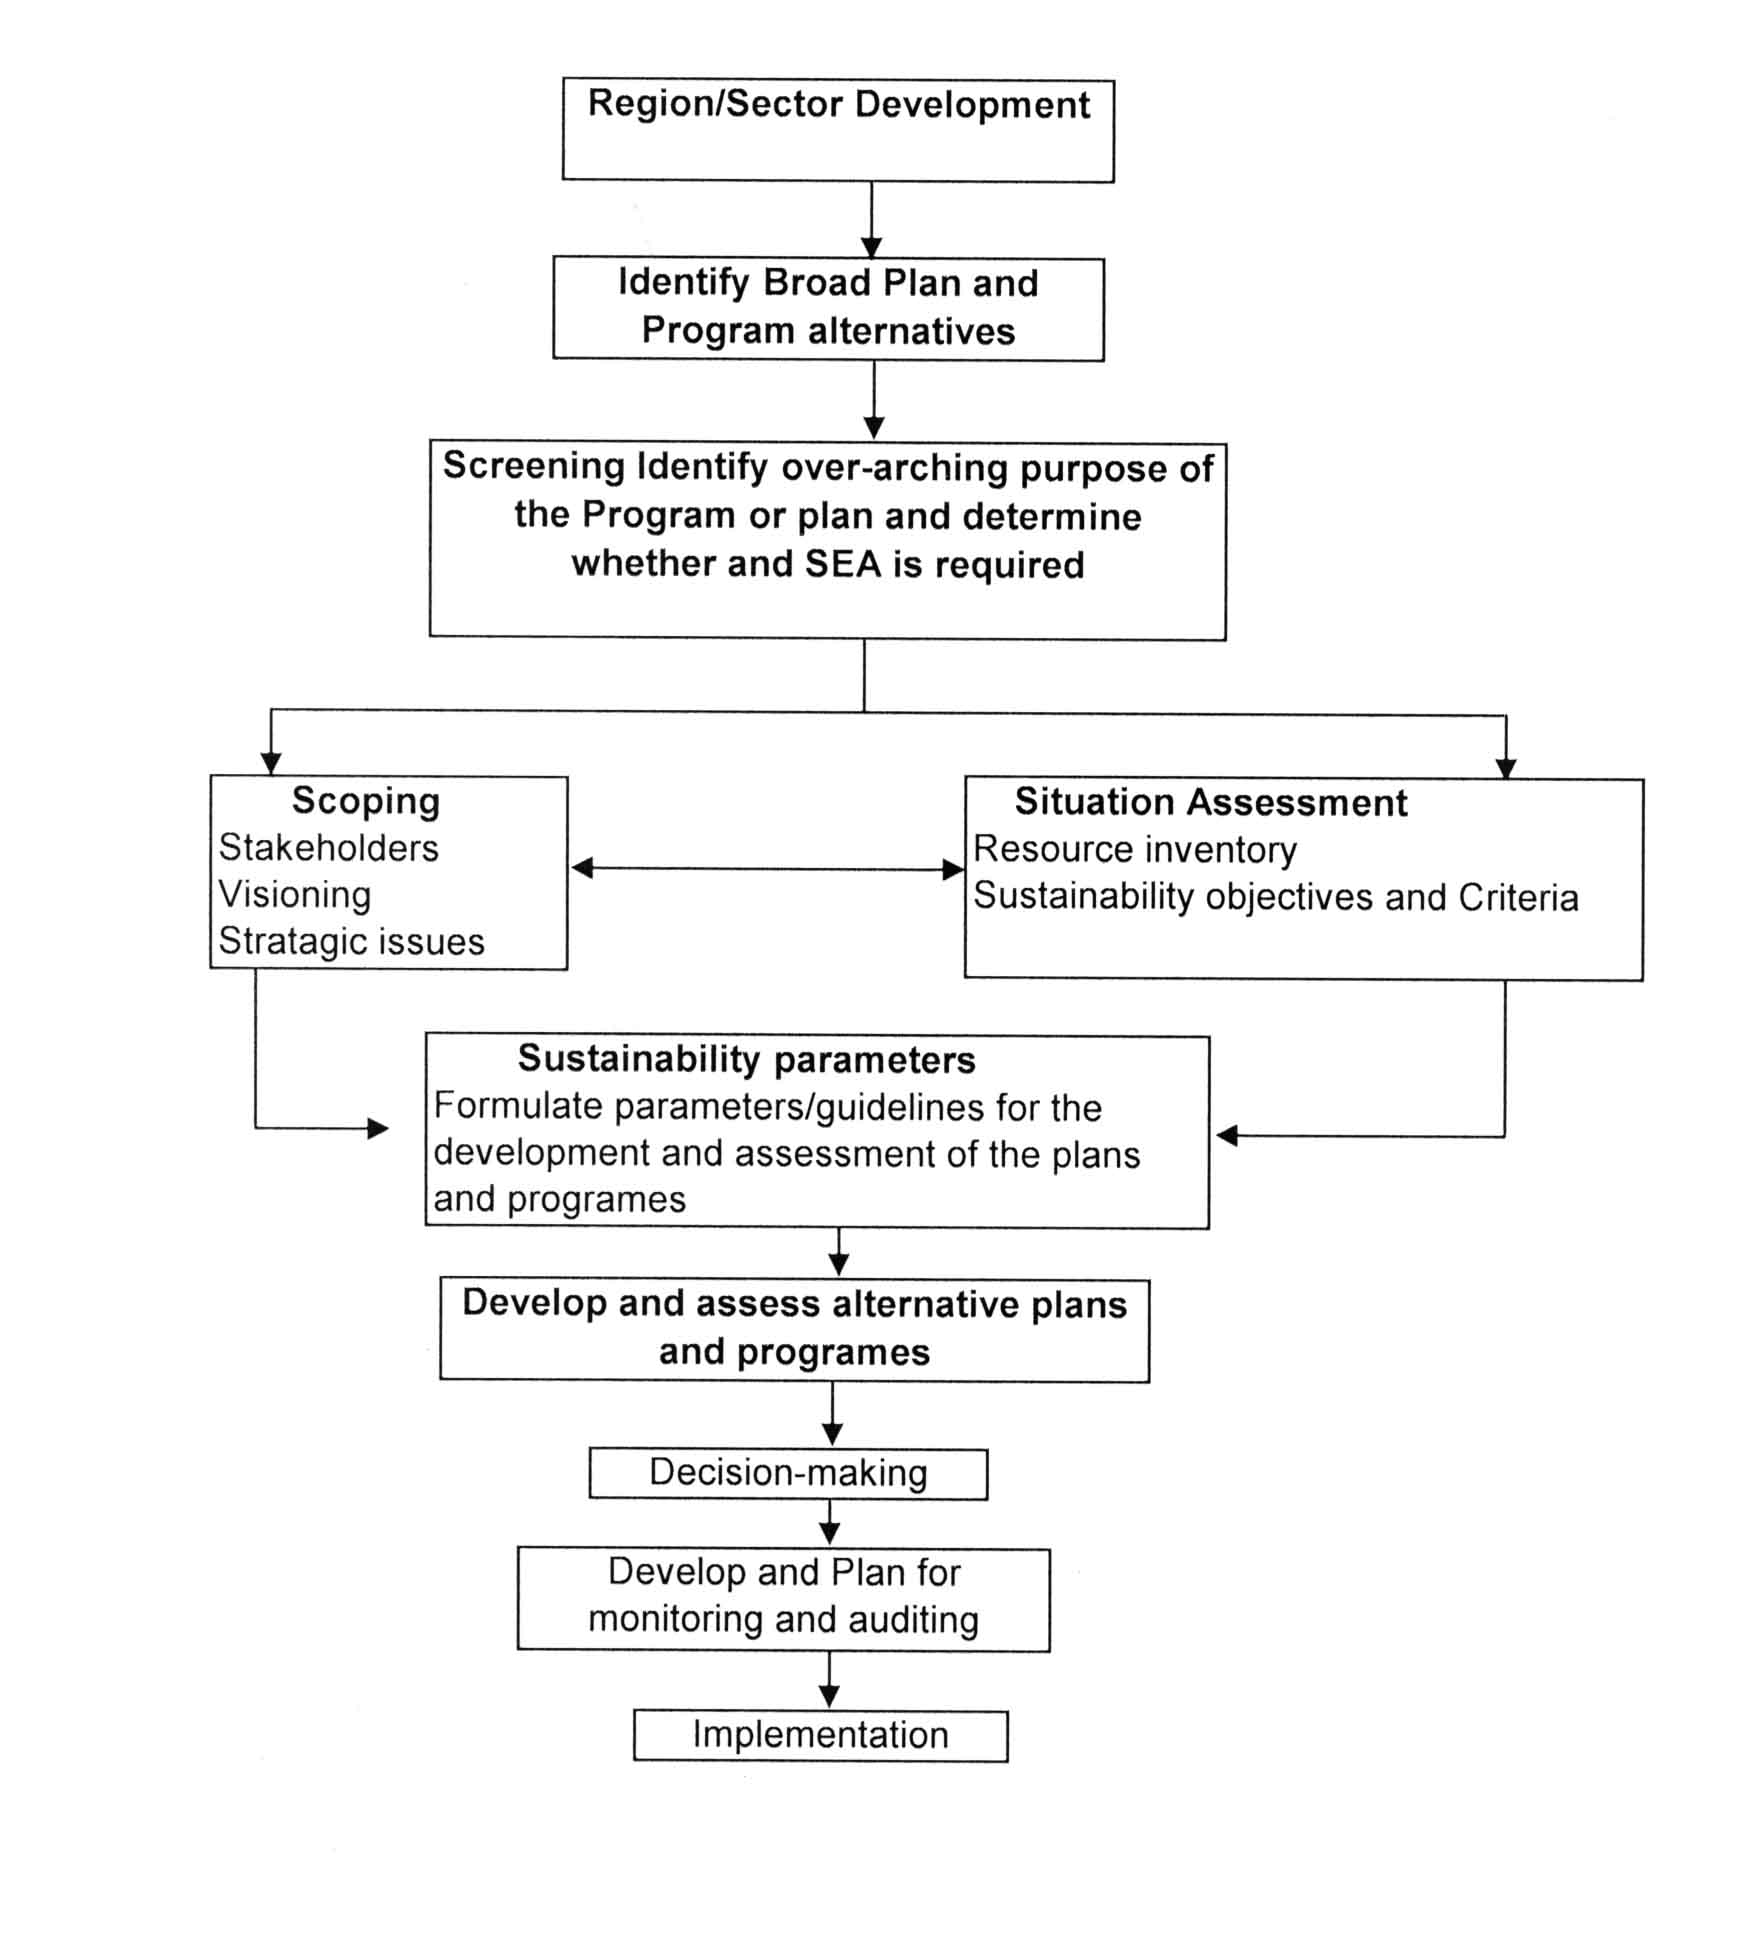 Region/Sector Development
Identify Broad Plan and
Program alternatives
Screening Identify over-arching purpose of
the Program or plan and determine
whether and SEA is required
Scoping
Stakeholders
Visioning
Stratagic issues
Situation Assessment
Resource inventory
Sustainability objectives and Criteria
Sustainability parameters
Formulate parameters/guidelines for the
development and assessment of the plans
and programes
Develop and assess alternative plans
and programes
Decision-making
Develop and Plan for
monitoring and auditing
Implementation